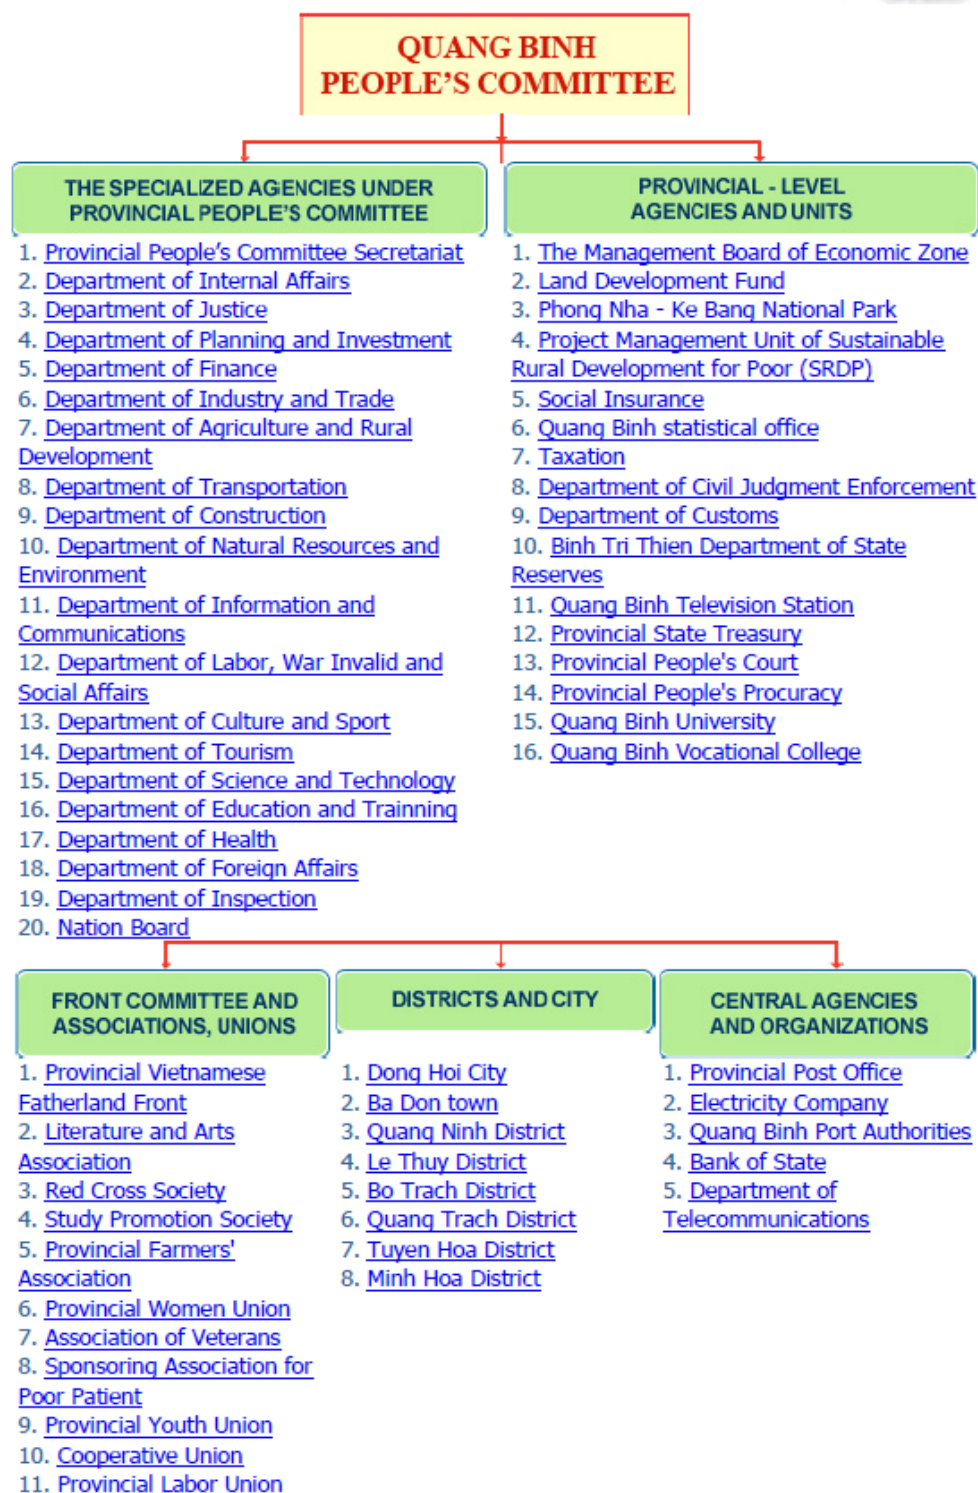 QUANG BINH
PEOPLE'S COMMITTEE
THE SPECIALIZED AGENCIES UNDER
PROVINCIAL PEOPLE'S COMMITTEE
1. Provincial People's Committee Secretariat
2. Department of Internal Affairs
3. Department of Justice
4. Department of Planning and Investment
5. Department of Finance
6. Department of Industry and Trade
7. Department of Agriculture and Rural
Development
8. Department of Transportation
9. Department of Construction
10. Department of Natural Resources and
Environment
11. Department of Information and
Communications
12. Department of Labor, War Invalid and
Social Affairs
13. Department of Culture and Sport
14. Department of Tourism
15. Department of Science and Technology
16. Department of Education and Trainning
17. Department of Health
18. Department of Foreign Affairs
19. Department of Inspection
20. Nation Board
PROVINCIAL - LEVEL
AGENCIES AND UNITS
1. The Management Board of Economic Zone
2. Land Development Fund
3. Phong Nha - Ke Bang National Park
4. Project Management Unit of Sustainable
Rural Development for Poor (SRDP)
5. Social Insurance
6. Quang Binh statistical office
7. Taxation
8. Department of Civil Judgment Enforcement
9. Department of Customs
10. Binh Tri Thien Department of State
Reserves
11. Quang Binh Television Station
12. Provincial State Treasury
13. Provincial People's Court
14. Provincial People's Procuracy
15. Quang Binh University
16. Quang Binh Vocational College
FRONT COMMITTEE AND
ASSOCIATIONS, UNIONS
1. Provincial Vietnamese
Fatherland Front
2. Literature and Arts
Association
3. Red Cross Society
4. Study Promotion Society
5. Provincial Farmers'
Association
6. Provincial Women Union
7. Association of Veterans
8. Sponsoring Association for
Poor Patient
9. Provincial Youth Union
10. Cooperative Union
11. Provincial Labor Union
DISTRICTS AND CITY
1. Dong Hoi City
2. Ba Don town
3. Quang Ninh District
4. Le Thuy District
5. Bo Trach District
6. Quang Trach District
7. Tuyen Hoa District
8. Minh Hoa District
CENTRAL AGENCIES
AND ORGANIZATIONS
1. Provincial Post Office
2. Electricity Company
3. Quang Binh Port Authorities
4. Bank of State
5. Department of
Telecommunications